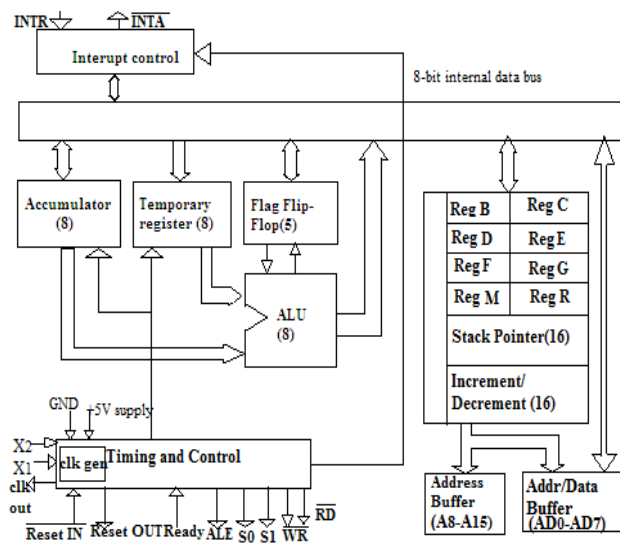 INTR INTA
Interupt control
8-bit internal data bus
Accumulator
(8)
Temporary
register (8)
Flag Flip-
Flop(5)
Reg B
Reg C
Reg D
Reg E
Reg F
Reg G
Reg M
Reg R
ALU
(8)
Stack Pointer(16)
Increment/
Decrement (16)
GND
+5V supply
X2
X1
clk
out
clk gen
Timing and Control
Reset IN
Reset OUT
Ready
ALE
S0
S1
WR
RD
Address
Buffer
(A8-A15)
Addr/Data
Buffer
(AD0-AD7)